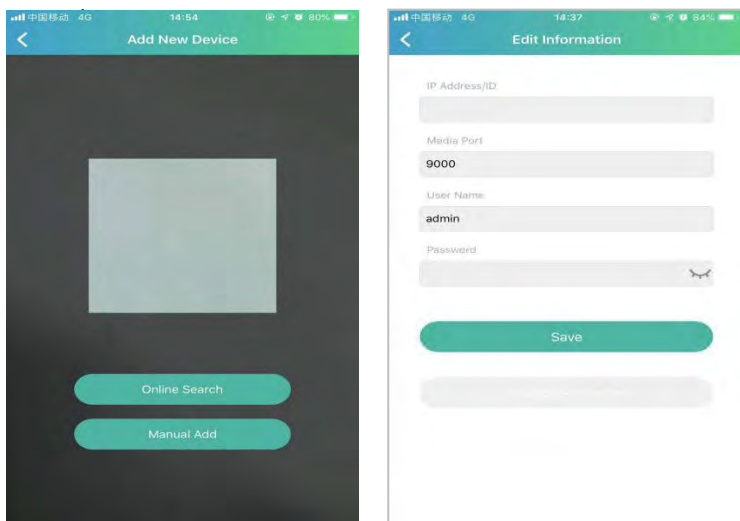 中国移动 4G 14:54 80%
Add New Device
Online Search
Manual Add
中国移动 4G 14:37 84%
Edit Information
IP Address/ID
Media Port
9000
User Name
admin
Password
Save